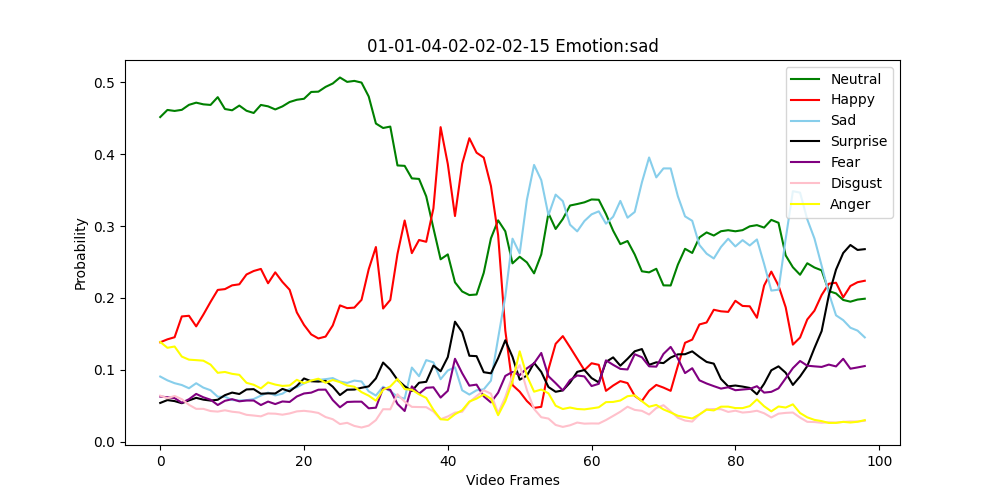 01-01-04-02-02-02-15 Emotion:sad
Probability
0.5
0.4
0.3
0.2
0.1
0.0
0
20
40
60
80
100
Video Frames
Neutral
Happy
Sad
Surprise
Fear
Disgust
Anger